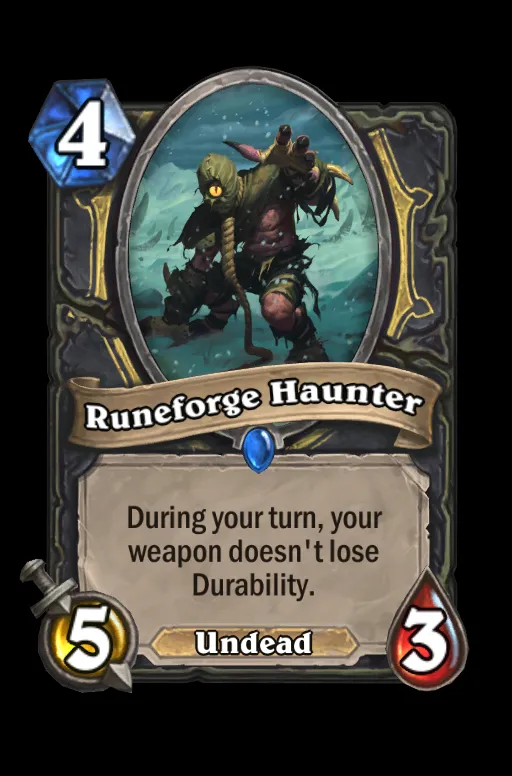 4
Runeforge Haunter
During your turn, your
weapon doesn't lose
Durability.
5
Undead
3